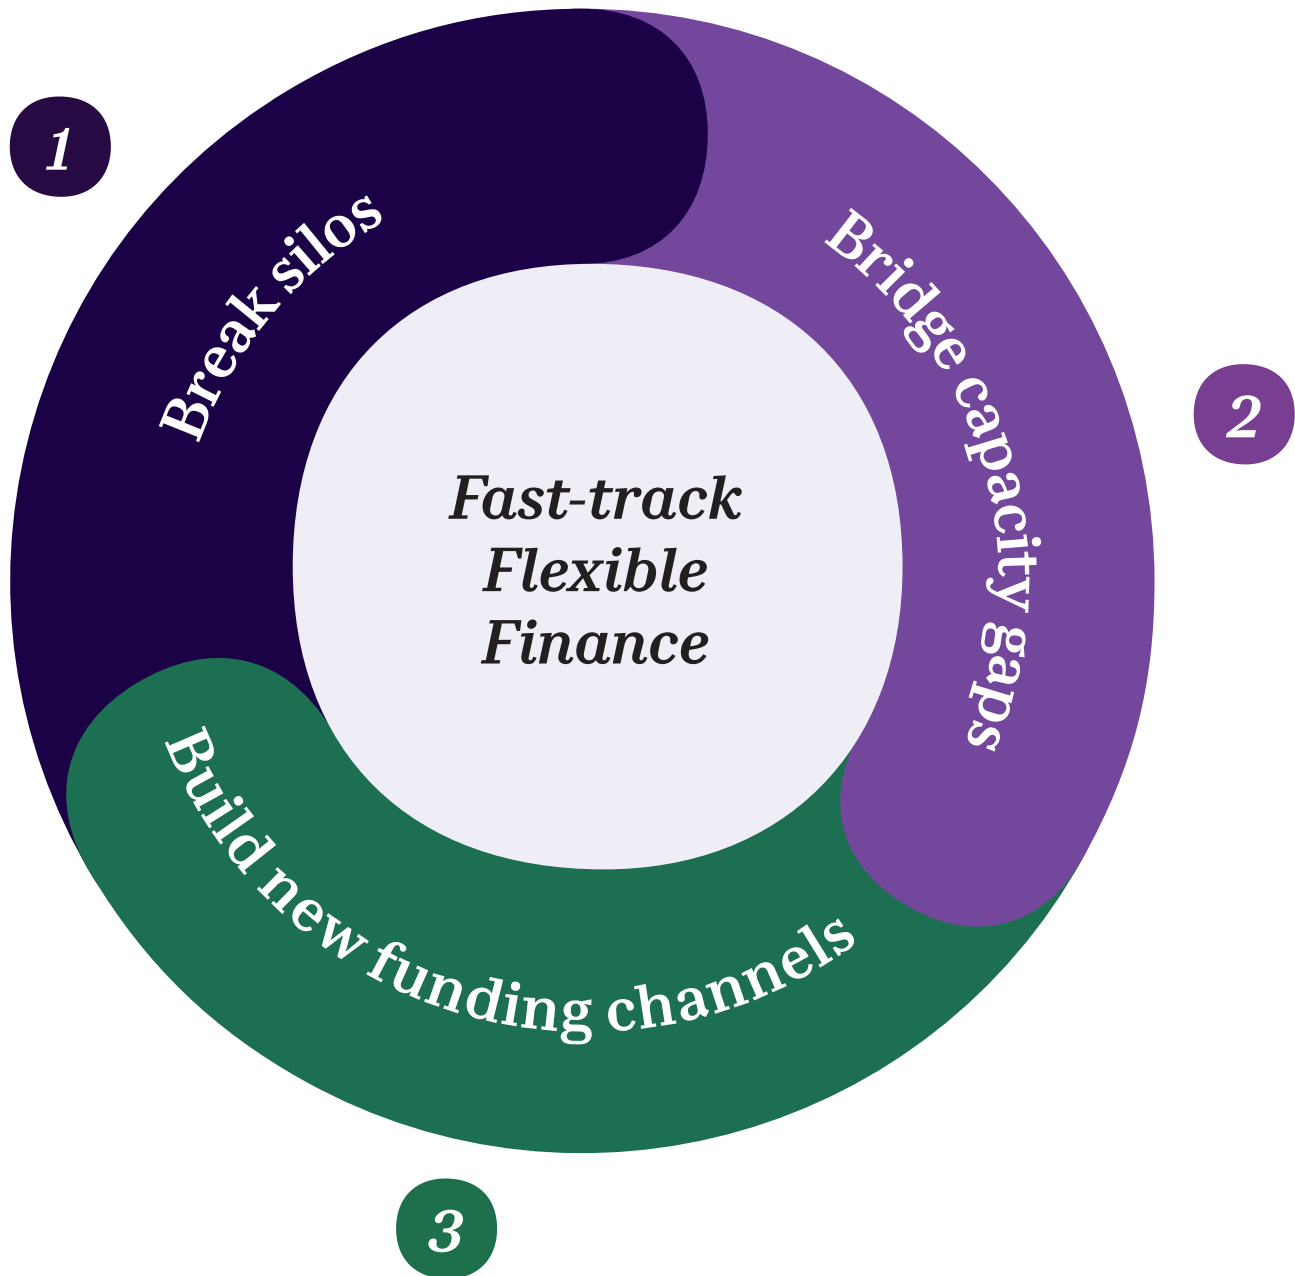 1
Break silos
2
Bridge capacity gaps
Fast-track
Flexible
Finance
3
Build new funding channels